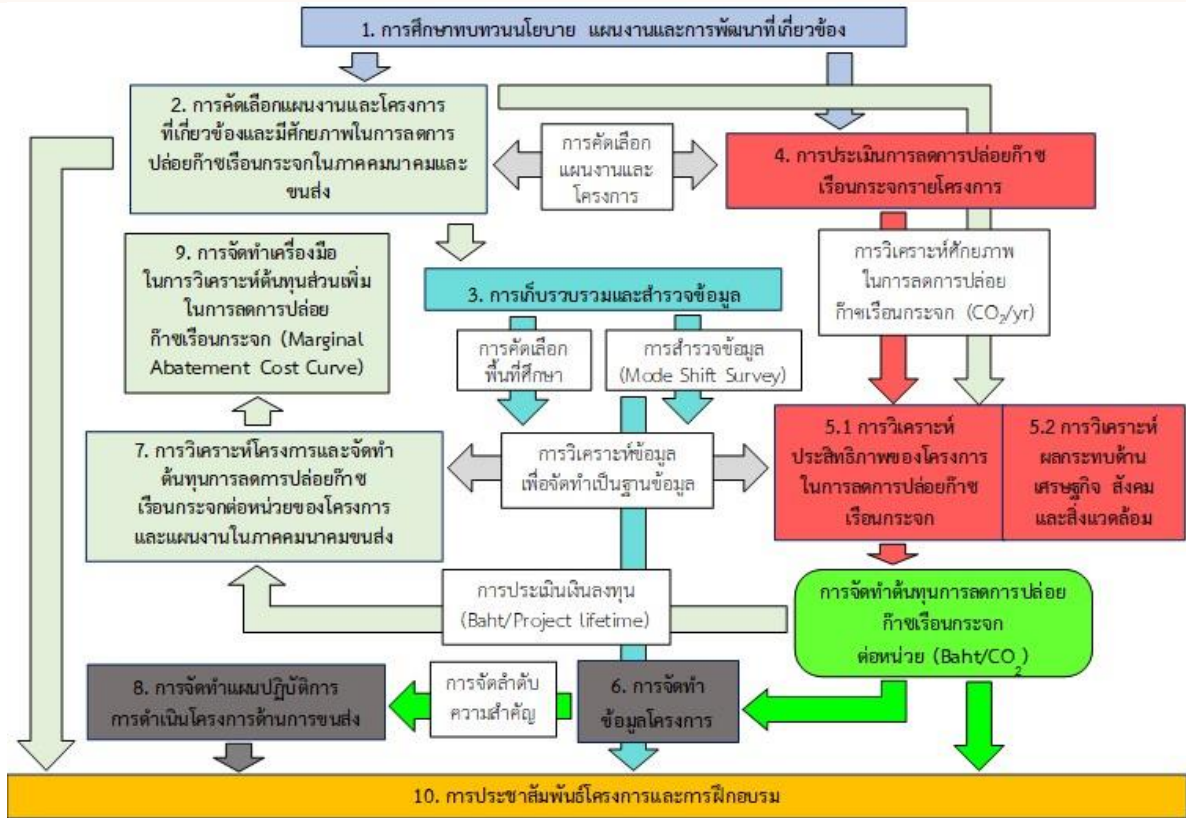 1. การศึกษาทบทวนนโยบาย แผนงานและการพัฒนาที่เกี่ยวข้อง
2. การคัดเลือกแผนงานและโครงการ
ที่เกี่ยวข้องและมีศักยภาพในการลดการ
ปล่อยก๊าซเรือนกระจกในภาคคมนาคมและ
ขนส่ง
การคัดเลือก
แผนงานและ
โครงการ
4. การประเมินการลดการปล่อยก๊าซ
เรือนกระจกรายโครงการ
9. การจัดทำเครื่องมือ
ในการวิเคราะห์ต้นทุนส่วนเพิ่ม
ในการลดการปล่อย
ก๊าซเรือนกระจก (Marginal
Abatement Cost Curve)
3. การเก็บรวบรวมและสำรวจข้อมูล
การวิเคราะห์ศักยภาพ
ในการลดการปล่อย
ก๊าซเรือนกระจก (CO₂/yr)
การคัดเลือก
พื้นที่ศึกษา
การสำรวจข้อมูล
(Mode Shift Survey)
7. การวิเคราะห์โครงการและจัดทำ
ต้นทุนการลดการปล่อยก๊าซ
เรือนกระจกต่อหน่วยของโครงการ
และแผนงานในภาคคมนาคมขนส่ง
การวิเคราะห์ข้อมูล
เพื่อจัดทำเป็นฐานข้อมูล
5.1 การวิเคราะห์
ประสิทธิภาพของโครงการ
ในการลดการปล่อยก๊าซ
เรือนกระจก
5.2 การวิเคราะห์
ผลกระทบด้าน
เศรษฐกิจ สังคม
และสิ่งแวดล้อม
การประเมินเงินลงทุน
(Baht/Project lifetime)
การจัดทำต้นทุนการลดการปล่อย
ก๊าซเรือนกระจก
ต่อหน่วย (Baht/CO₂)
8. การจัดทำแผนปฏิบัติการ
การดำเนินโครงการด้านการขนส่ง
การจัดลำดับ
ความสำคัญ
6. การจัดทำ
ข้อมูลโครงการ
10. การประชาสัมพันธ์โครงการและการฝึกอบรม